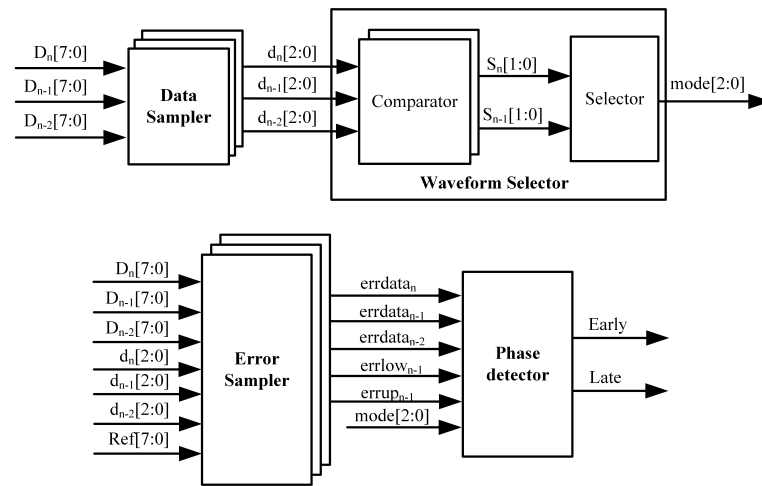 Dn[7:0]
Dn-1[7:0]
Dn-2[7:0]
Data
Sampler
dn[2:0]
dn-1[2:0]
dn-2[2:0]
Comparator
Sn[1:0]
Sn-1[1:0]
Selector
mode[2:0]
Waveform Selector
Dn[7:0]
Dn-1[7:0]
Dn-2[7:0]
dn[2:0]
dn-1[2:0]
dn-2[2:0]
Ref[7:0]
Error
Sampler
errdatan
errdatan-1
errdatan-2
errlown-1
errupn-1
mode[2:0]
Phase
detector
Early
Late